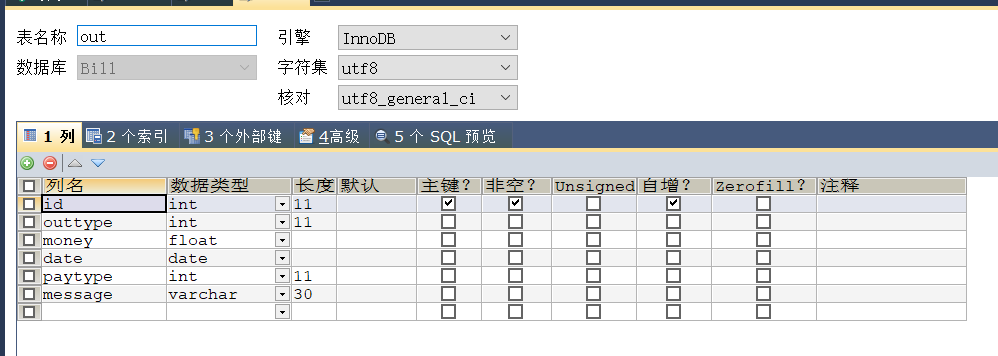 表名称 out 引擎 InnoDB
数据库 Bill 字符集 utf8
核对 utf8_general_ci
1 列 2 个索引 3 个外部键 4高级 5 个 SQL 预览
列名 数据类型 长度 默认 主键? 非空? Unsigned 自增? Zerofill? 注释
id int 11
outtype int 11
money float
date date
paytype int 11
message varchar 30